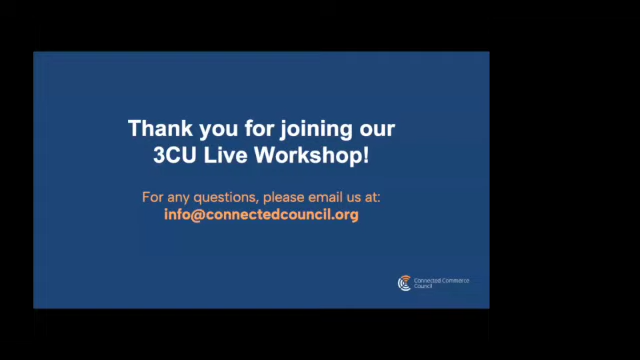 Thank you for joining our
3CU Live Workshop!
For any questions, please email us at:
info@connectedcouncil.org
Connected Commerce
Council